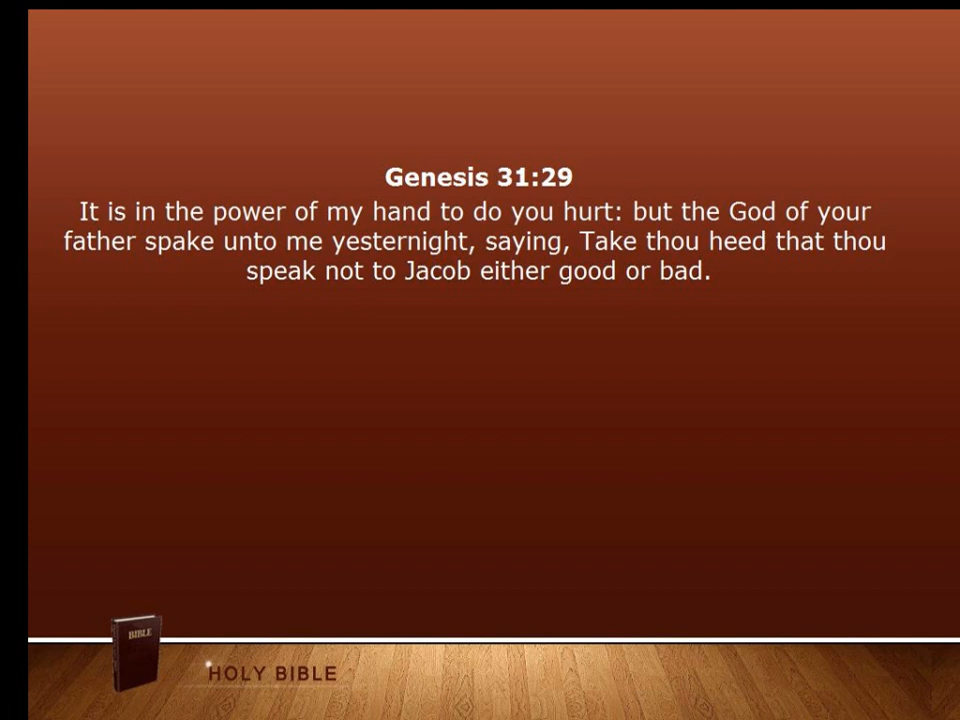 Genesis 31:29
It is in the power of my hand to do you hurt: but the God of your
father spake unto me yesternight, saying, Take thou heed that thou
speak not to Jacob either good or bad.
BIBLE
HOLY BIBLE